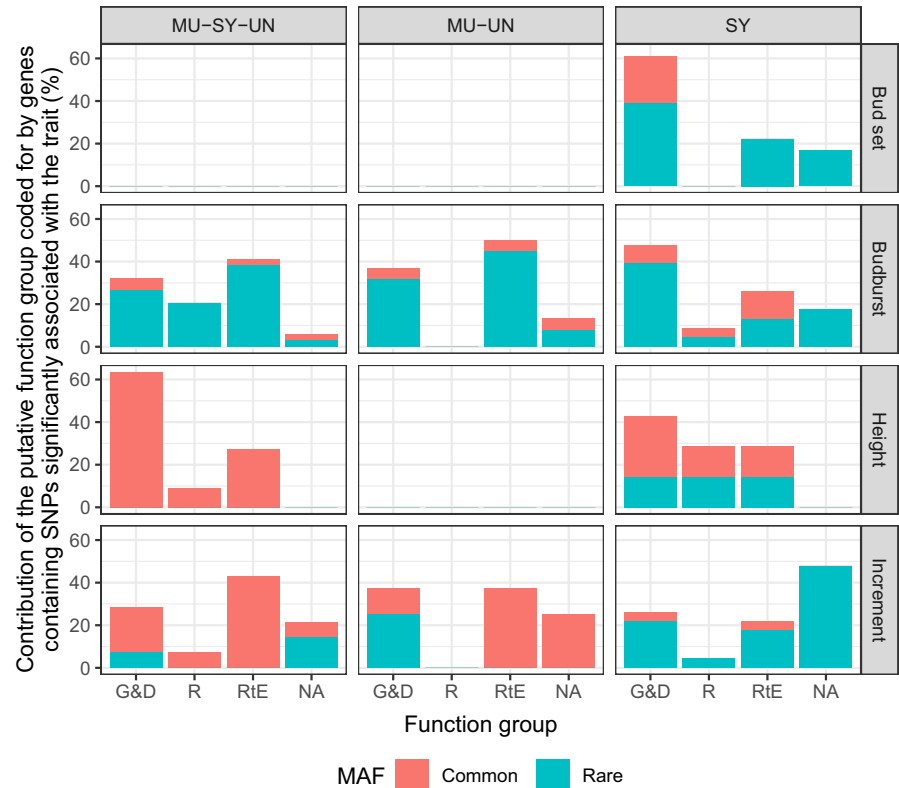 MU−SY−UN MU−UN SY
Contribution of the putative function group coded for by genes
containing SNPs significantly associated with the trait (%)
60
40
20
0
Bud set
60
40
20
0
Budburst
60
40
20
0
Height
60
40
20
0
Increment
G&D R RtE NA G&D R RtE NA G&D R RtE NA
Function group
MAF Common Rare